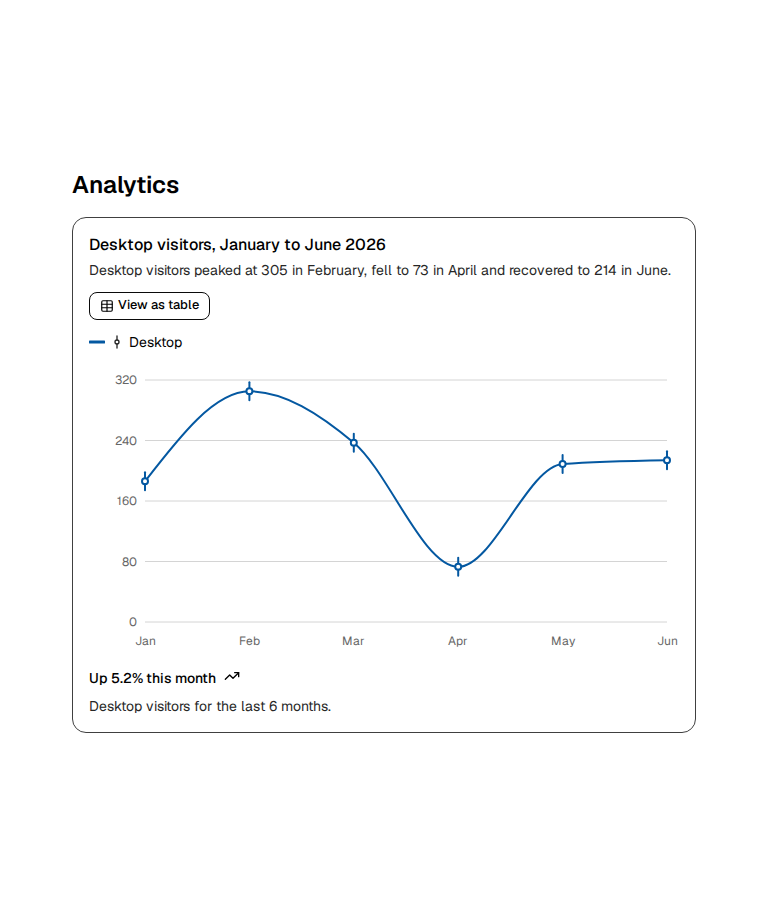 Analytics
Desktop visitors, January to June 2026
Desktop visitors peaked at 305 in February, fell to 73 in April and recovered to 214 in June.
View as table
Desktop
320
240
160
80
0
Jan Feb Mar Apr May Jun
Up 5.2% this month
Desktop visitors for the last 6 months.